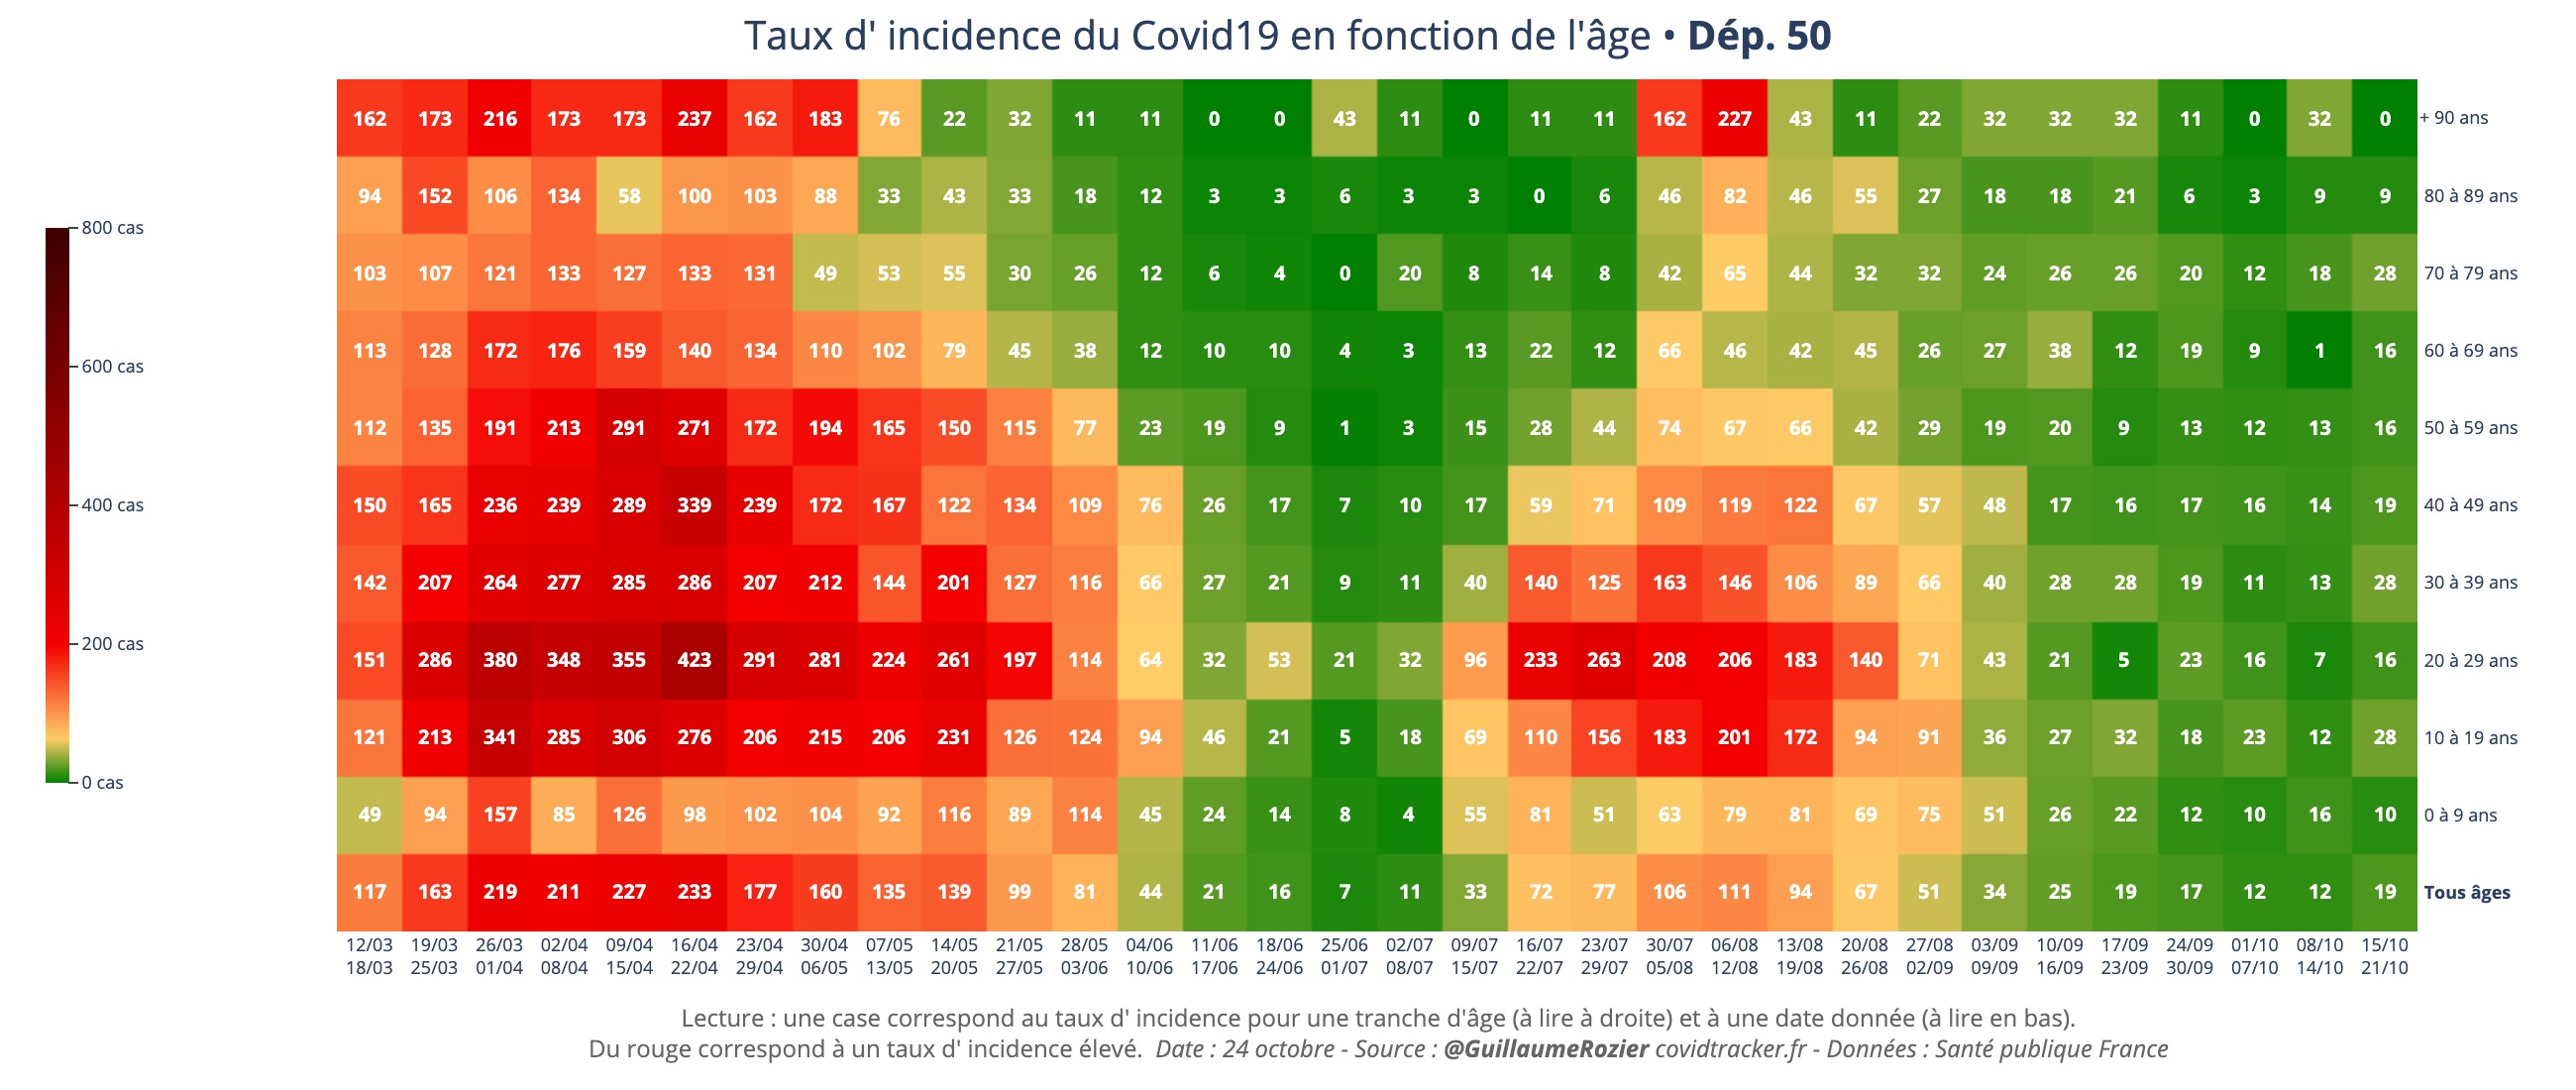 Taux d' incidence du Covid19 en fonction de l'âge • Dép. 50
162 173 216 173 173 237 162 183 76 22 32 11 11 0 0 43 11 0 11 11 162 227 43 11 22 32 32 32 11 0 32 0 + 90 ans
94 152 106 134 58 100 103 88 33 43 33 18 12 3 3 6 3 3 0 6 46 82 46 55 27 18 18 21 6 3 9 9 80 à 89 ans
800 cas
103 107 121 133 127 133 131 49 53 55 30 26 12 6 4 0 20 8 14 8 42 65 44 32 32 24 26 26 20 12 18 28 70 à 79 ans
113 128 172 176 159 140 134 110 102 79 45 38 12 10 10 4 3 13 22 12 66 46 42 45 26 27 38 12 19 9 1 16 60 à 69 ans
600 cas
112 135 191 213 291 271 172 194 165 150 115 77 23 19 9 1 3 15 28 44 74 67 66 42 29 19 20 9 13 12 13 16 50 à 59 ans
400 cas
150 165 236 239 289 339 239 172 167 122 134 109 76 26 17 7 10 17 59 71 109 119 122 67 57 48 17 16 17 16 14 19 40 à 49 ans
142 207 264 277 285 286 207 212 144 201 127 116 66 27 21 9 11 40 140 125 163 146 106 89 66 40 28 28 19 11 13 28 30 à 39 ans
200 cas
151 286 380 348 355 423 291 281 224 261 197 114 64 32 53 21 32 96 233 263 208 206 183 140 71 43 21 5 23 16 7 16 20 à 29 ans
121 213 341 285 306 276 206 215 206 231 126 124 94 46 21 5 18 69 110 156 183 201 172 94 91 36 27 32 18 23 12 28 10 à 19 ans
0 cas
49 94 157 85 126 98 102 104 92 116 89 114 45 24 14 8 4 55 81 51 63 79 81 69 75 51 26 22 12 10 16 10 0 à 9 ans
117 163 219 211 227 233 177 160 135 139 99 81 44 21 16 7 11 33 72 77 106 111 94 67 51 34 25 19 17 12 12 19 Tous âges
12/03 19/03 26/03 02/04 09/04 16/04 23/04 30/04 07/05 14/05 21/05 28/05 04/06 11/06 18/06 25/06 02/07 09/07 16/07 23/07 30/07 06/08 13/08 20/08 27/08 03/09 10/09 17/09 24/09 01/10 08/10 15/10
18/03 25/03 01/04 08/04 15/04 22/04 29/04 06/05 13/05 20/05 27/05 03/06 10/06 17/06 24/06 01/07 08/07 15/07 22/07 29/07 05/08 12/08 19/08 26/08 02/09 09/09 16/09 23/09 30/09 07/10 14/10 21/10
Lecture : une case correspond au taux d' incidence pour une tranche d'âge (à lire à droite) et à une date donnée (à lire en bas).
Du rouge correspond à un taux d' incidence élevé. Date : 24 octobre - Source : @GuillaumeRozier covidtracker.fr - Données : Santé publique France